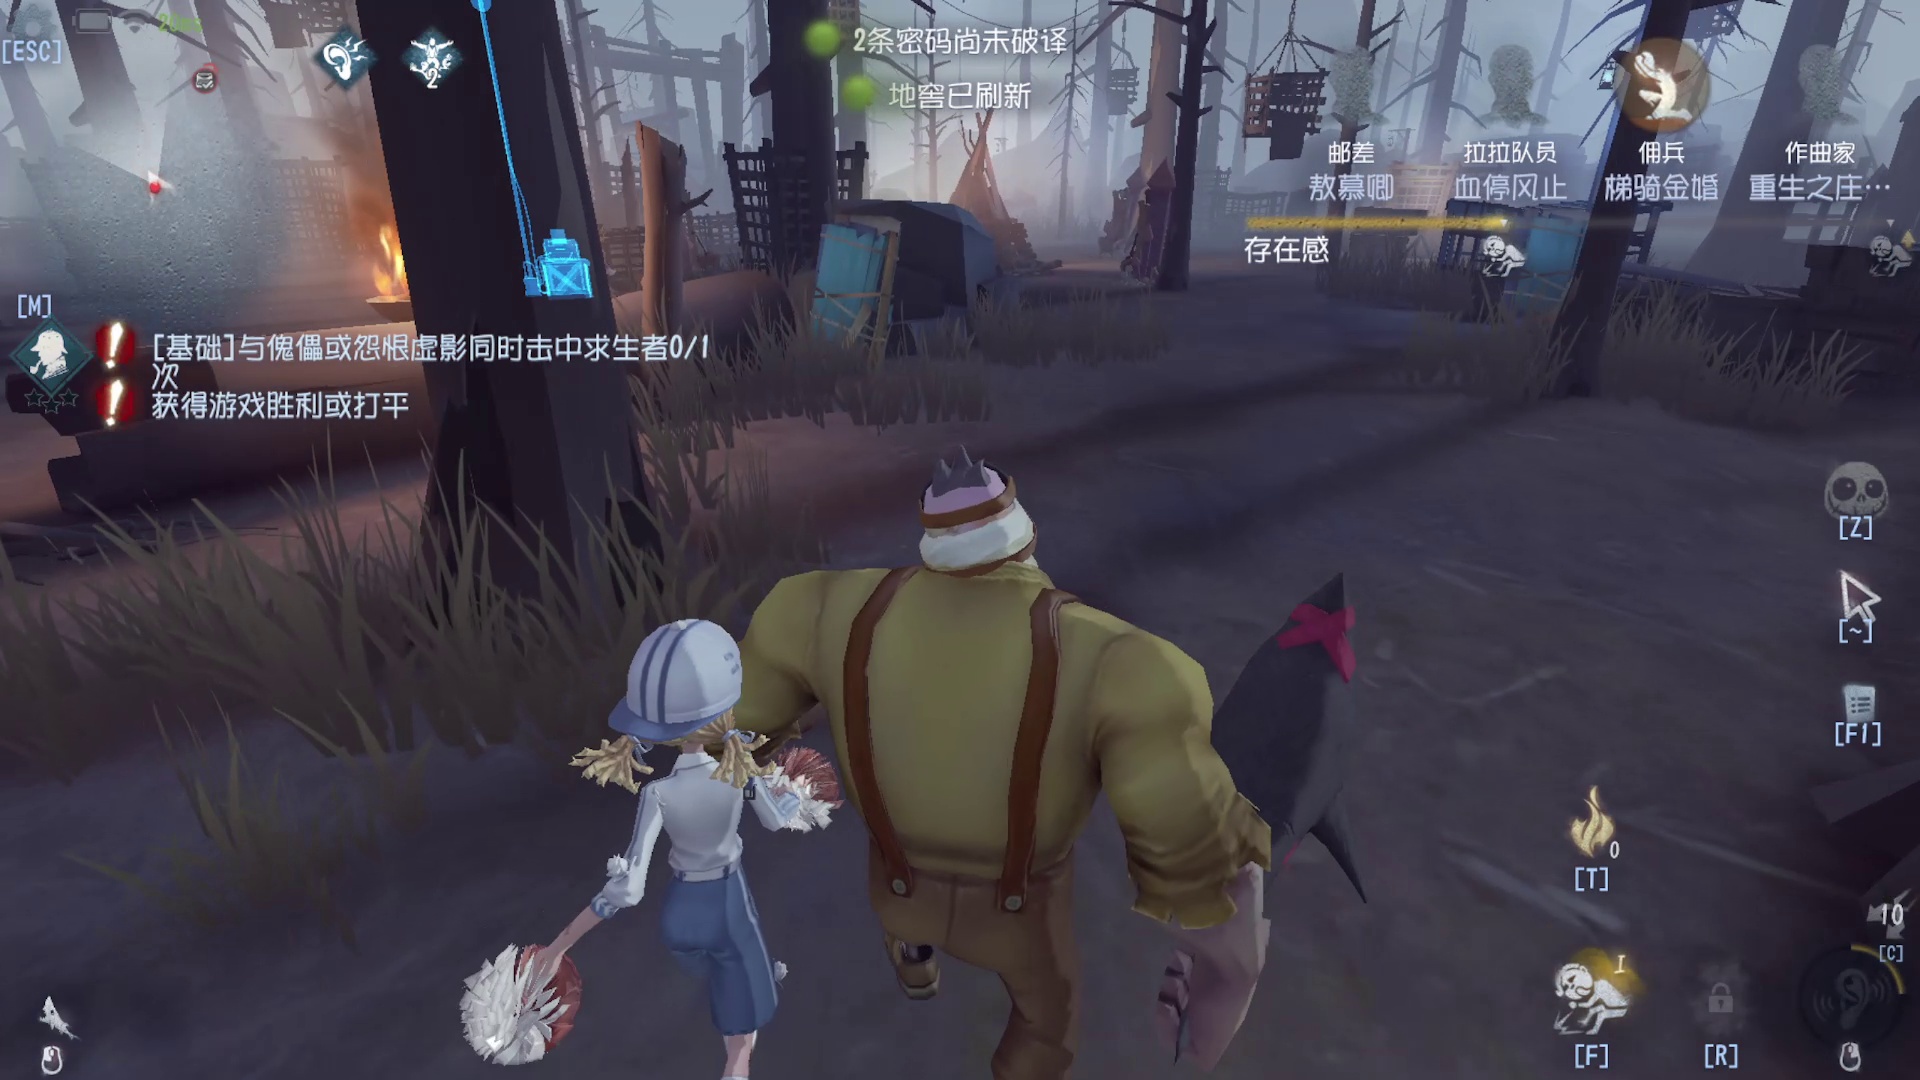 [ESC]
2条密码尚未破译
地窖已刷新
邮差
敖慕卿
拉拉队员
血停风止
佣兵
梯骑金婚
作曲家
重生之庄…
存在感
[M]
[基础]与傀儡或怨恨虚影同时击中求生者0/1
次
获得游戏胜利或打平
2
[Z]
[~]
[F1]
0
[T]
10
[C]
I
[F]
[R]